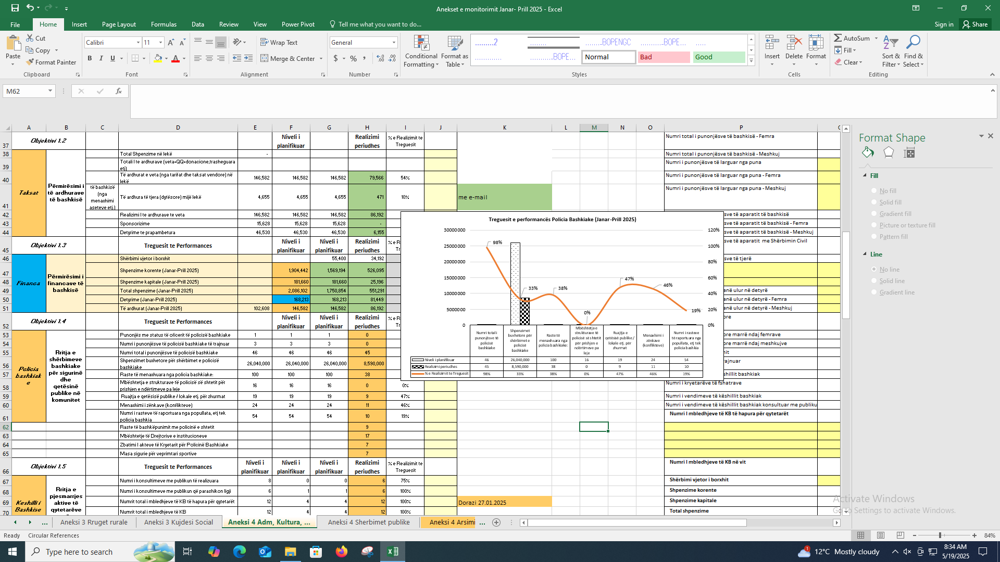 Anekset e monitorimit Janar- Prill 2025 - Excel
File Home Insert Page Layout Formulas Data Review View Power Pivot Tell me what you want to do... Sign in Share
Paste Cut Copy Format Painter Clipboard
Calibri 11 B I U Font
Wrap Text Merge & Center Alignment
General $ % Number
Conditional Formatting Format as Table
Normal Bad Good Styles
Insert Delete Format Cells
AutoSum Fill Clear Sort & Filter Find & Select Editing
M62 fx
A B C D E F G H I J K L M N O P
37 Objektivi 1.2 Niveli i planifikuar Realizimi periudhes % e Realizimit te Treguesit Numri total i punonjësve të bashkisë - Femra
Taksat
Përmirësimi i të ardhurave të bashkisë
38 Total Shpenzime në lekë - Numri total i punonjësve të bashkisë - Meshkuj
39 Totali I te ardhurave (veta+QQ+donacione,trasheguara etj) Numri i punonjësve të larguar nga puna
40 Të ardhurat e veta (nga tarifat dhe taksat vendore) në lekë 146,582 146,582 146,582 79,566 54% Numri i punonjësve të larguar nga puna - Femra
41 të bashkisë (nga menaxhimi aseteve etj.) Të ardhura të tjera (dytësore) mijë lekë 4,655 4,655 4,655 471 10% me e-mail Numri i punonjësve të larguar nga puna - Meshkuj
42 Realizimi I te ardhurave te veta 146,582 146,582 146,582 86,192 sve të aparatit të bashkisë
43 Sponsorizime 15,628 15,628 15,628 - sve të aparatit të bashkisë - Femra
44 Detyrime te prapambetura 46,530 46,530 46,530 6,155 sve të aparatit të bashkisë - Meshkuj
45 Objektivi 1.3 Treguesit te Performances Niveli i planifikuar Niveli i planifikuar Realizimi periudhes % e R Tr sve të aparatit me Shërbimin Civil
Financa
Përmirësimi i financave të bashkisë
46 Shërbimi vjetor i borxhit 55,400 34,192 sve të tjerë
47 Shpenzime korente (Janar-Prill 2025) 1,904,442 1,569,194 526,095
48 Shpenzime kapitale (Janar-Prill 2025) 181,660 181,660 25,196
49 Total shpenzime (Janar-Prill 2025) 2,086,102 1,750,854 551,291 anë ulur në detyrë
50 Detyrime (Janar-Prill 2025) 168,213 168,213 81,449 anë ulur në detyrë - Femra
51 Të ardhurat (Janar-Prill 2025) 102,608 146,582 146,582 86,192 anë ulur në detyrë - Meshkuj
52 Objektivi 1.4 Treguesit te Performances Niveli i planifikuar Niveli i planifikuar Realizimi periudhes % e R Tr ore
Policia bashkiake
Rritja e shërbimeve bashkiake për sigurinë dhe qetësinë publike në komunitet
53 Punonjës me status të oficerit të policisë bashkiake 1 1 1 0 ore marrë ndaj femrave
54 Numri i punonjësve të policisë bashkiake të trajnuar 3 3 3 0 ore marrë ndaj meshkujve
55 Numri total i punonjësve të policisë bashkiake 46 46 46 45 nit
56 Shpenzimet buxhetore për shërbimet e policisë bashkiake 26,040,000 26,040,000 26,040,000 8,590,000 rajnuar
57 Raste të menaxhuara nga policia bashkiake: 100 100 100 38 shillit bashkiak
58 Mbështetja e strukturave të policisë së shtetit për prishjen e ndërtimeve pa leje 16 16 16 0 0% Numri i kryetarëve të fshatrave
59 Ruajtja e qetësisë publike / lokale etj. për zhurmat 19 19 19 9 47% Numri i vendimeve të këshillit bashkiak
60 Menaxhimi i zënkave (konflikteve) 24 24 24 11 46% Numri i vendimeve të këshillit bashkiak konsultuar me publiku
61 Numri i rasteve të raportuara nga popullata, etj tek policia bashkia 54 54 54 10 19% Numri I mbledhjeve të KB të hapura për qytetarët
62 Raste të bashkëpunimit me policinë e shtetit 9
63 Mbështetje të Drejtorive e institucioneve 17
64 Zbatimi I akteve të Kryetarit për Policinë Bashkiake 7
65 Masa sigurie për veprimtari sportive 7
66 Objektivi 1.5 Treguesit te Performances Niveli i planifikuar Niveli i planifikuar Niveli i planifikuar Realizimi periudhes % e Realizimit te Treguesit Numri I mbledhjeve të KB në vit
Keshilli i Bashkise
Rritja e pjesmarrjes aktive të qytetarëve
67 Numri i konsultimeve me publikun të realizuara 8 0 0 6 75% Shërbimi vjetor i borxhit
68 Numri i konsultimeve me publikun që parashikon ligji 6 1 1 6 100% Shpenzime korente
69 Numrit total i mbledhjeve të KB të hapura për qytetarët 12 4 4 12 100% Dorazi 27.01.2025 Shpenzime kapitale
70 Numrit total i mbledhjeve të KB 12 4 4 12 100% Total shpenzime
Treguesit e performancës Policia Bashkiake (Janar-Prill 2025)
30000000 25000000 20000000 15000000 10000000 5000000 0
120% 100% 80% 60% 40% 20% 0%
98% 33% 38% 0% 47% 46% 19%
Numri total i punonjësve të policisë bashkiake
Shpenzimet buxhetore për shërbimet e policisë bashkiake
Raste të menaxhuara nga policia bashkiake:
Mbështetja e strukturave të policisë së shtetit për prishjen e ndërtimeve pa leje
Ruajtja e qetësisë publike / lokale etj. për zhurmat
Menaxhimi i zënkave (konflikteve)
Numri i rasteve të raportuara nga popullata, etj tek policia bashkia
Niveli i planifikuar 46 26,040,000 100 16 19 24 54
Realizimi periudhes 45 8,590,000 38 0 9 11 10
% e Realizimit te Treguesit 98% 33% 38% 0% 47% 46% 19%
Format Shape
Fill
No fill
Solid fill
Gradient fill
Picture or texture fill
Pattern fill
Line
No line
Solid line
Gradient line
Activate Windows
Go to Settings to activate Windows.
... Aneksi 3 Rruget rurale Aneksi 3 Kujdesi Social Aneksi 4 Adm, Kultura, ... Aneksi 4 Sherbimet publike Aneksi 4 Arsimi ...
Ready Circular References 84%
Type here to search 12°C Mostly cloudy 8:34 AM
5/19/2025